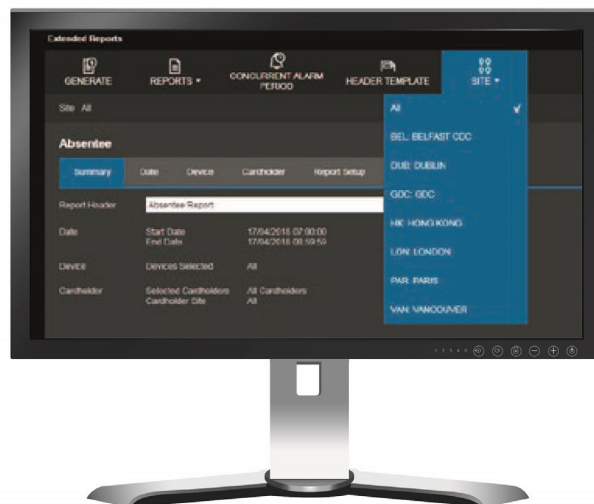 Extended Reports
GENERATE
REPORTS
CONCURRENT ALARM PERIOD
HEADER TEMPLATE
SITE
Site All
All
BEL: BELFAST CDC
DUB: DUBLIN
GDC: GDC
HK: HONG KONG
LON: LONDON
PAR: PARIS
VAN: VANCOUVER
Absentee
Summary Date Device Cardholder Report Setup
Report Header Absentee Report
Date Start Date 17/04/2018 07:00:00
End Date 17/04/2018 08:59:59
Device Devices Selected All
Cardholder Selected Cardholders All Cardholders
Cardholder Site All